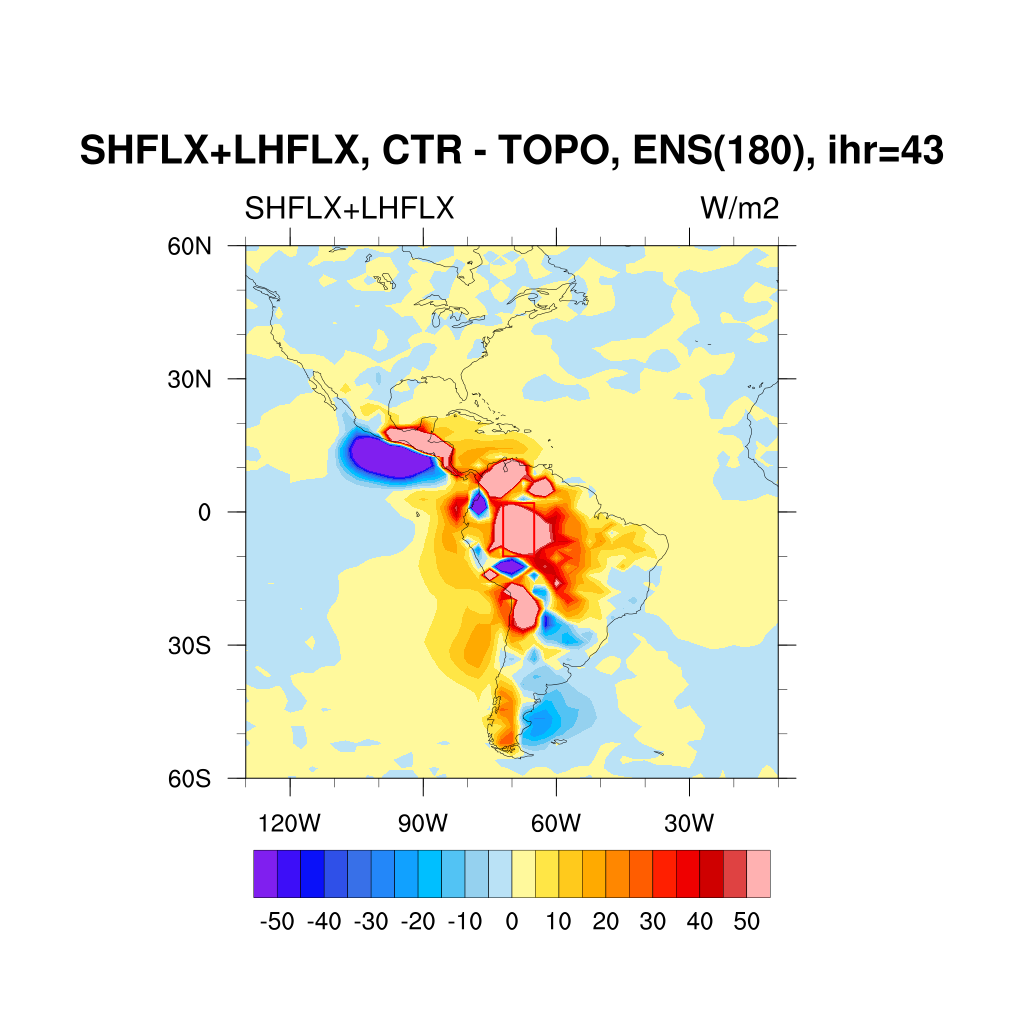 SHFLX+LHFLX, CTR - TOPO, ENS(180), ihr=43
SHFLX+LHFLX W/m2
60N
30N
0
30S
60S
120W 90W 60W 30W
-50 -40 -30 -20 -10 0 10 20 30 40 50